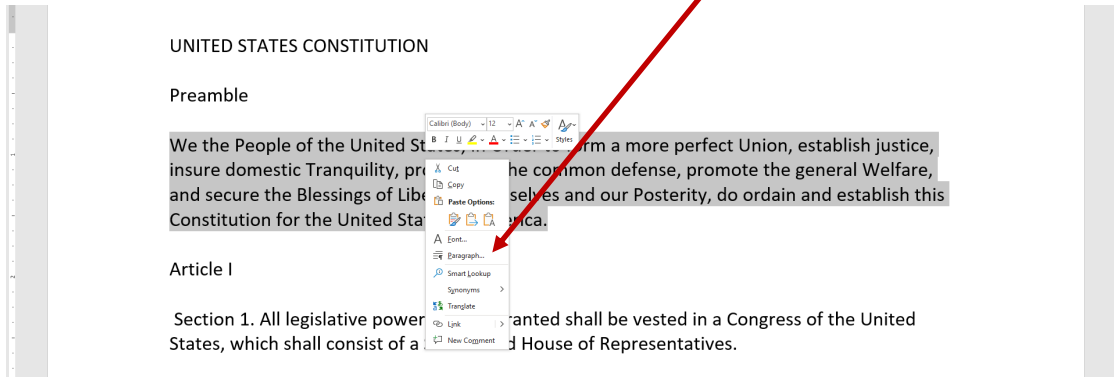 UNITED STATES CONSTITUTION
Preamble
Calibri (Body) 12 A A
B I U A Styles
We the People of the United St in Order to form a more perfect Union, establish justice,
insure domestic Tranquility, pro he common defense, promote the general Welfare,
and secure the Blessings of Libe selves and our Posterity, do ordain and establish this
Constitution for the United Stat erica.
Cut
Copy
Paste Options:
A Font...
Paragraph...
Smart Lookup
Synonyms
Translate
Link
New Comment
Article I
Section 1. All legislative power ranted shall be vested in a Congress of the United
States, which shall consist of a d House of Representatives.